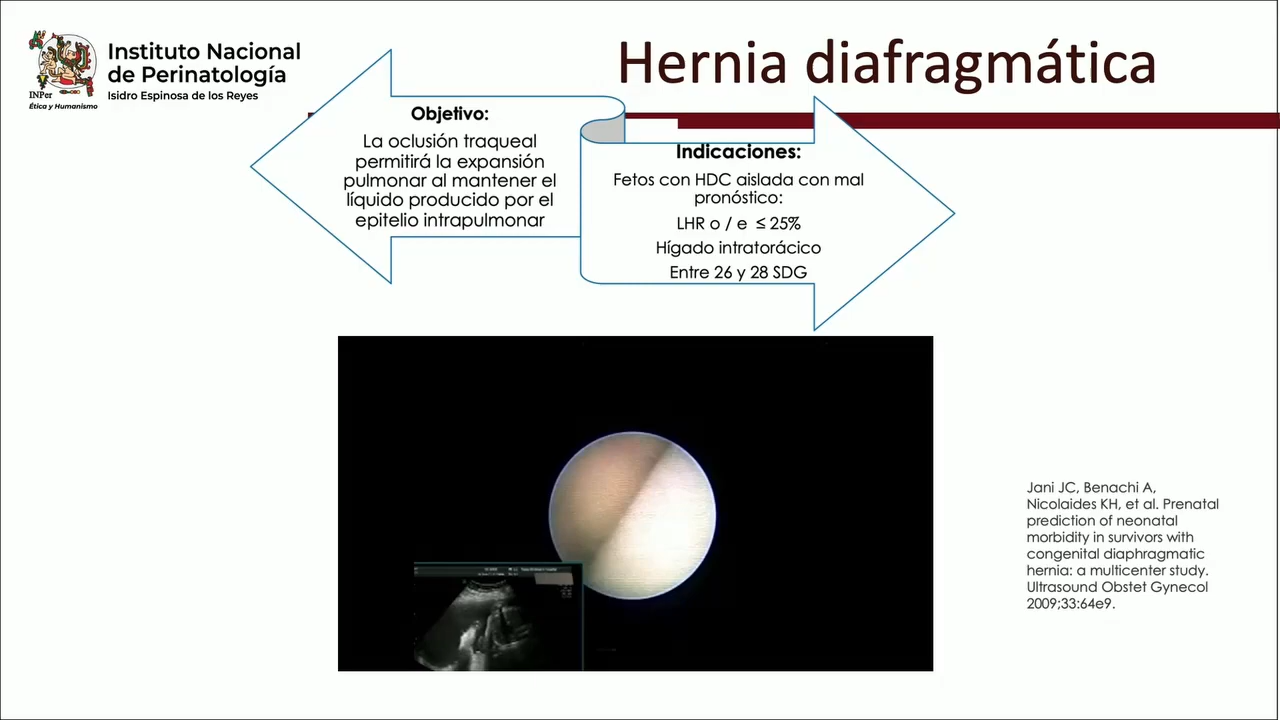 Instituto Nacional
de Perinatología
Isidro Espinosa de los Reyes
INPer
Ética y Humanismo
Hernia diafragmática
Objetivo:
La oclusión traqueal
permitirá la expansión
pulmonar al mantener el
líquido producido por el
epitelio intrapulmonar
Indicaciones:
Fetos con HDC aislada con mal
pronóstico:
LHR o / e ≤ 25%
Hígado intratorácico
Entre 26 y 28 SDG
Jani JC, Benachi A,
Nicolaides KH, et al. Prenatal
prediction of neonatal
morbidity in survivors with
congenital diaphragmatic
hernia: a multicenter study.
Ultrasound Obstet Gynecol
2009;33:64e9.